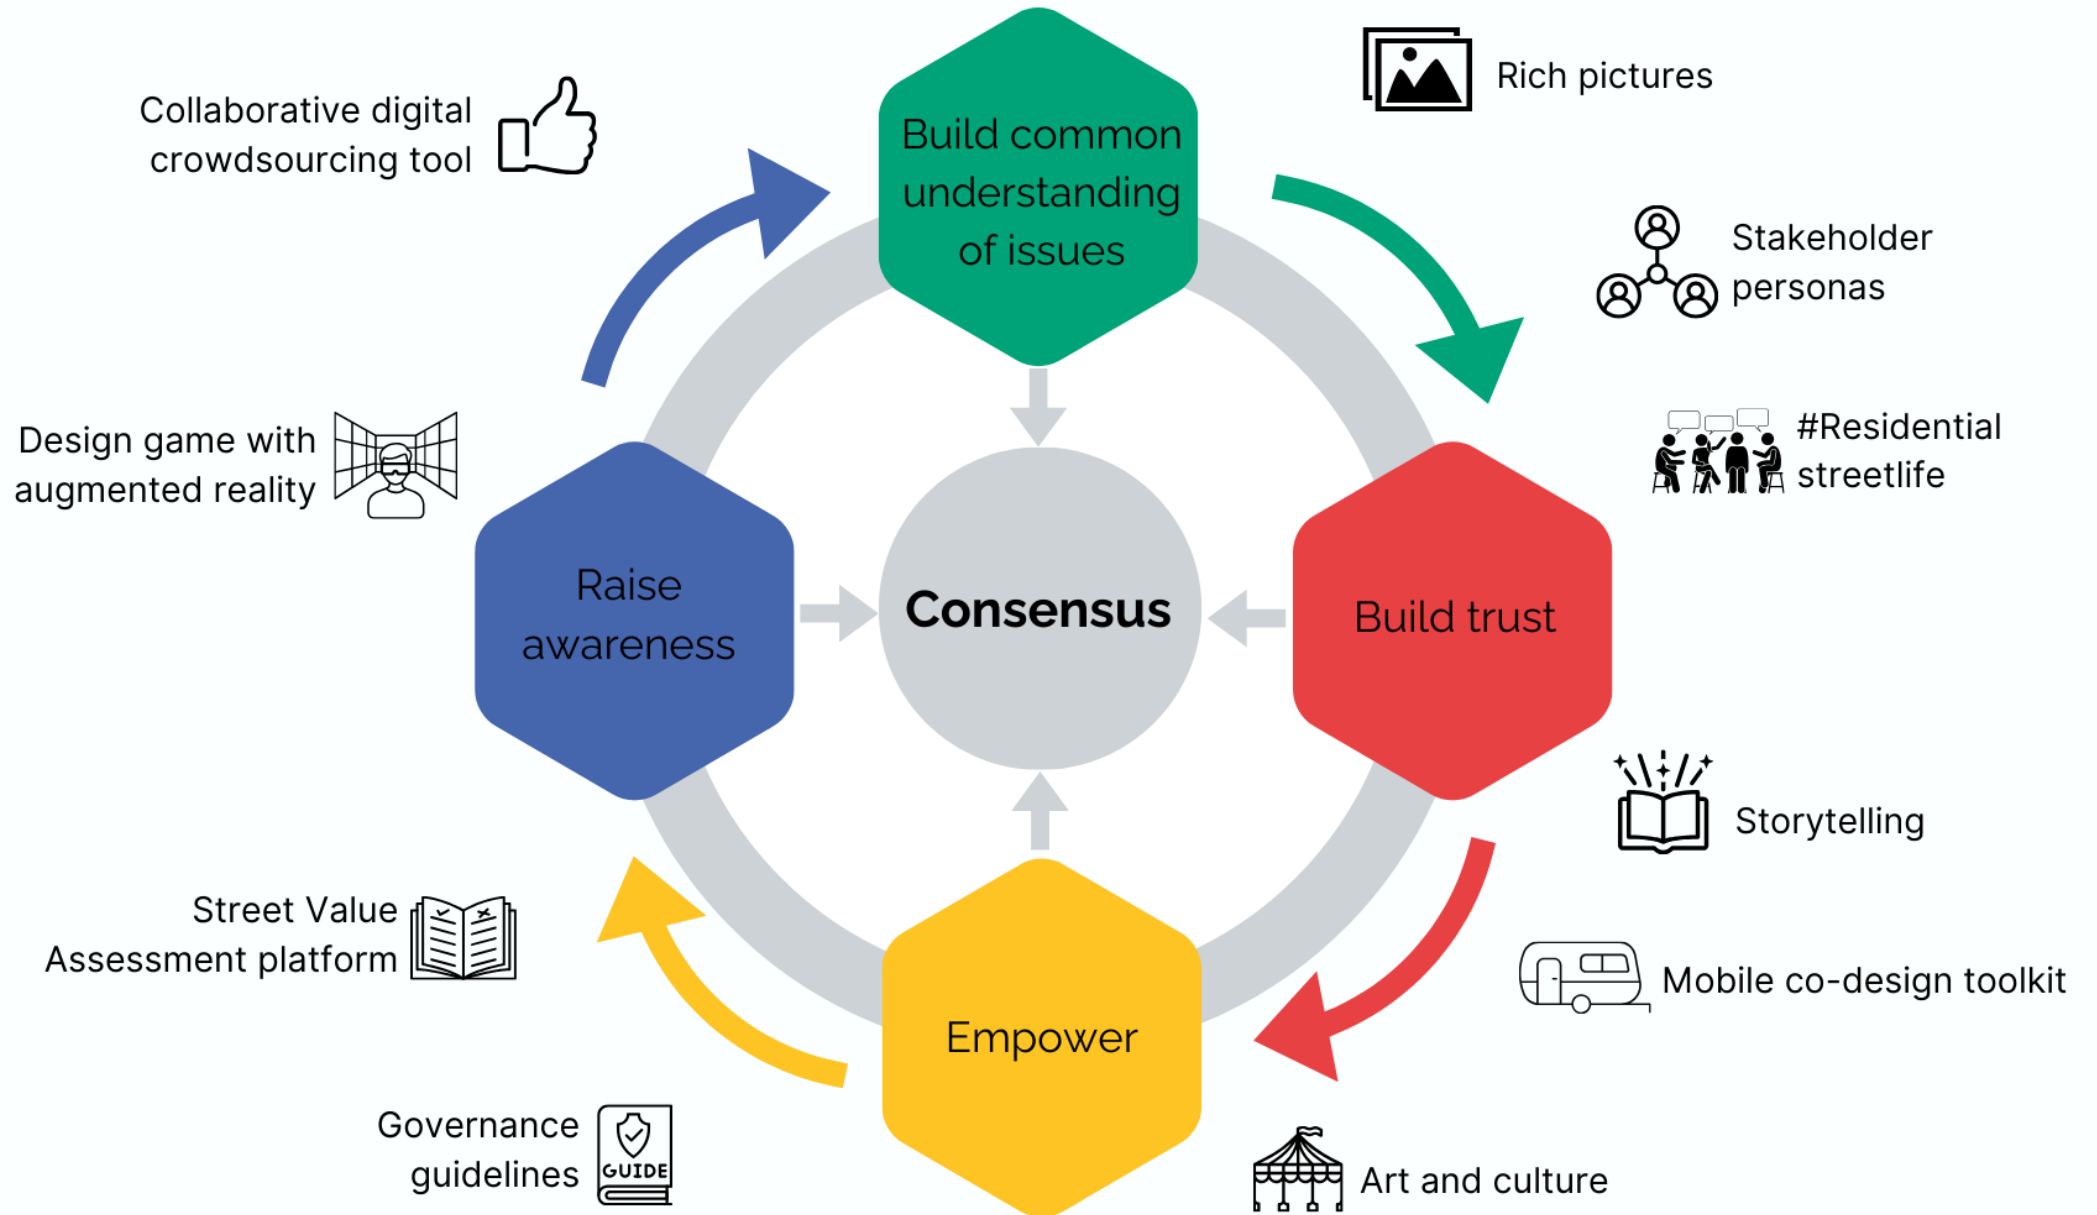 Collaborative digital
crowdsourcing tool
Build common
understanding
of issues
Rich pictures
Stakeholder
personas
#Residential
streetlife
Design game with
augmented reality
Raise
awareness
Consensus
Build trust
Storytelling
Street Value
Assessment platform
Mobile co-design toolkit
Empower
Governance
guidelines
GUIDE
Art and culture